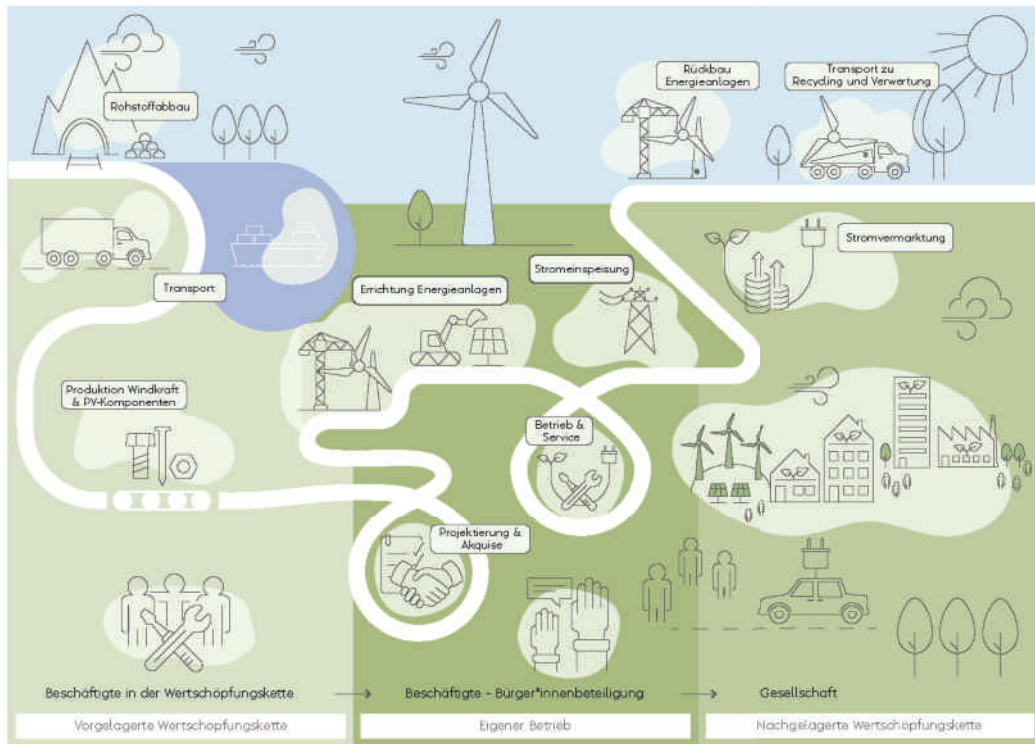 Rohstoffabbau
Rückbau
Energieanlagen
Transport zu
Recycling und Verwertung
Stromvermarktung
Transport
Errichtung Energieanlagen
Stromeinspeisung
Produktion Windkraft
& PV-Komponenten
Betrieb &
Service
Projektierung &
Akquise
Beschäftigte in der Wertschöpfungskette
Beschäftigte - Bürger*innenbeteiligung
Gesellschaft
Vorgelagerte Wertschöpfungskette
Eigener Betrieb
Nachgelagerte Wertschöpfungskette